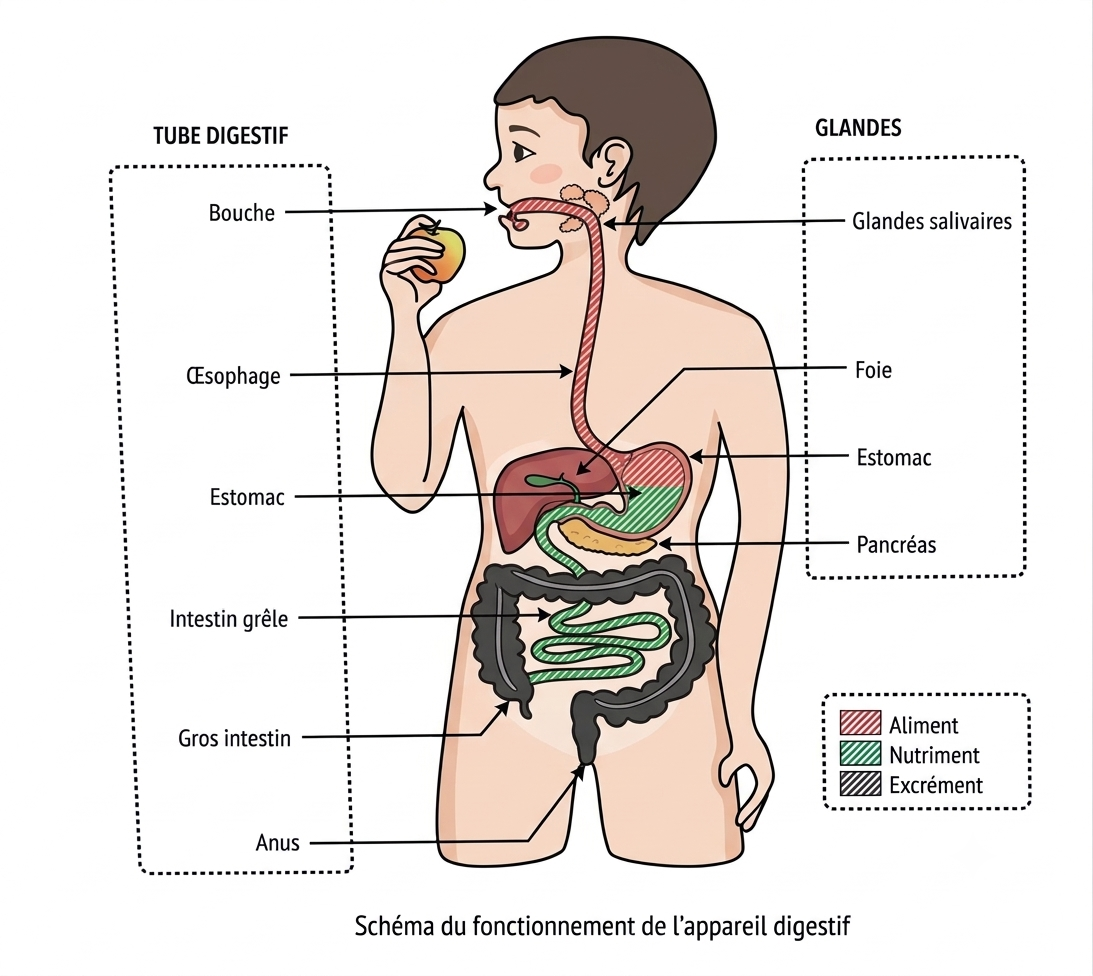 TUBE DIGESTIF
Bouche
Œsophage
Estomac
Intestin grêle
Gros intestin
Anus
GLANDES
Glandes salivaires
Foie
Estomac
Pancréas
Aliment
Nutriment
Excrément
Schéma du fonctionnement de l'appareil digestif